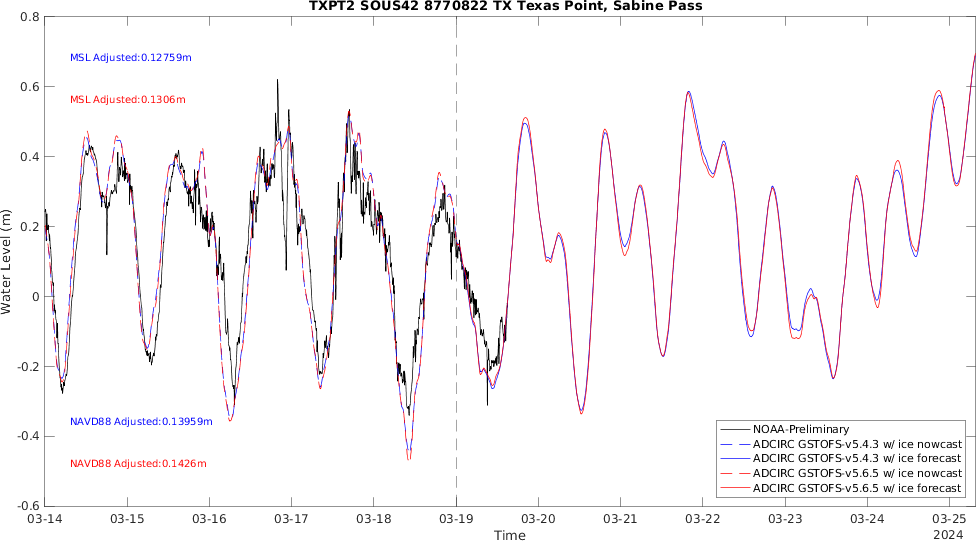 TXPT2 SOUS42 8770822 TX Texas Point, Sabine Pass
0.8
0.6
0.4
0.2
0
-0.2
-0.4
-0.6
Water Level (m)
MSL Adjusted:0.12759m
MSL Adjusted:0.1306m
NAVD88 Adjusted:0.13959m
NAVD88 Adjusted:0.1426m
NOAA-Preliminary
ADCIRC GSTOFS-v5.4.3 w/ ice nowcast
ADCIRC GSTOFS-v5.4.3 w/ ice forecast
ADCIRC GSTOFS-v5.6.5 w/ ice nowcast
ADCIRC GSTOFS-v5.6.5 w/ ice forecast
03-14 03-15 03-16 03-17 03-18 03-19 03-20 03-21 03-22 03-23 03-24 03-25
2024
Time